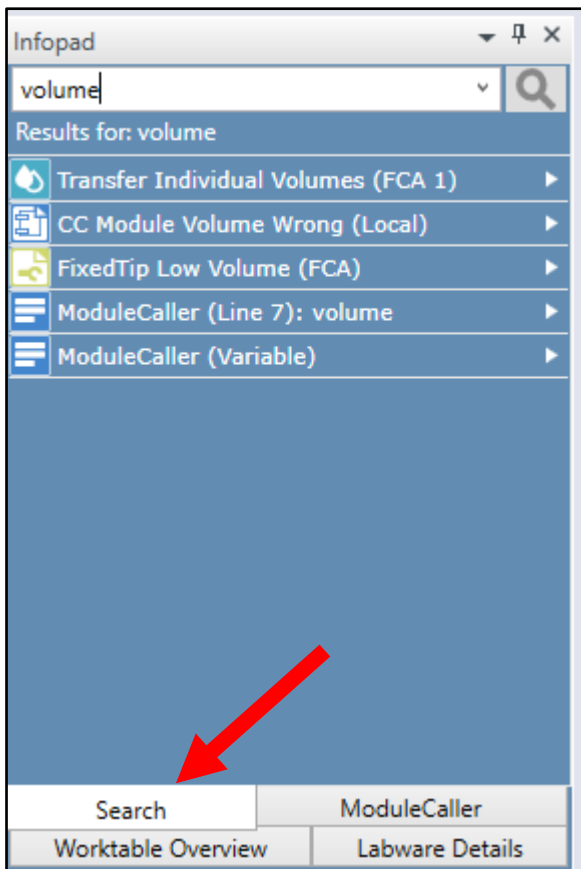 Infopad
volume
Results for: volume
Transfer Individual Volumes (FCA 1)
CC Module Volume Wrong (Local)
FixedTip Low Volume (FCA)
ModuleCaller (Line 7): volume
ModuleCaller (Variable)
Search ModuleCaller
Worktable Overview Labware Details